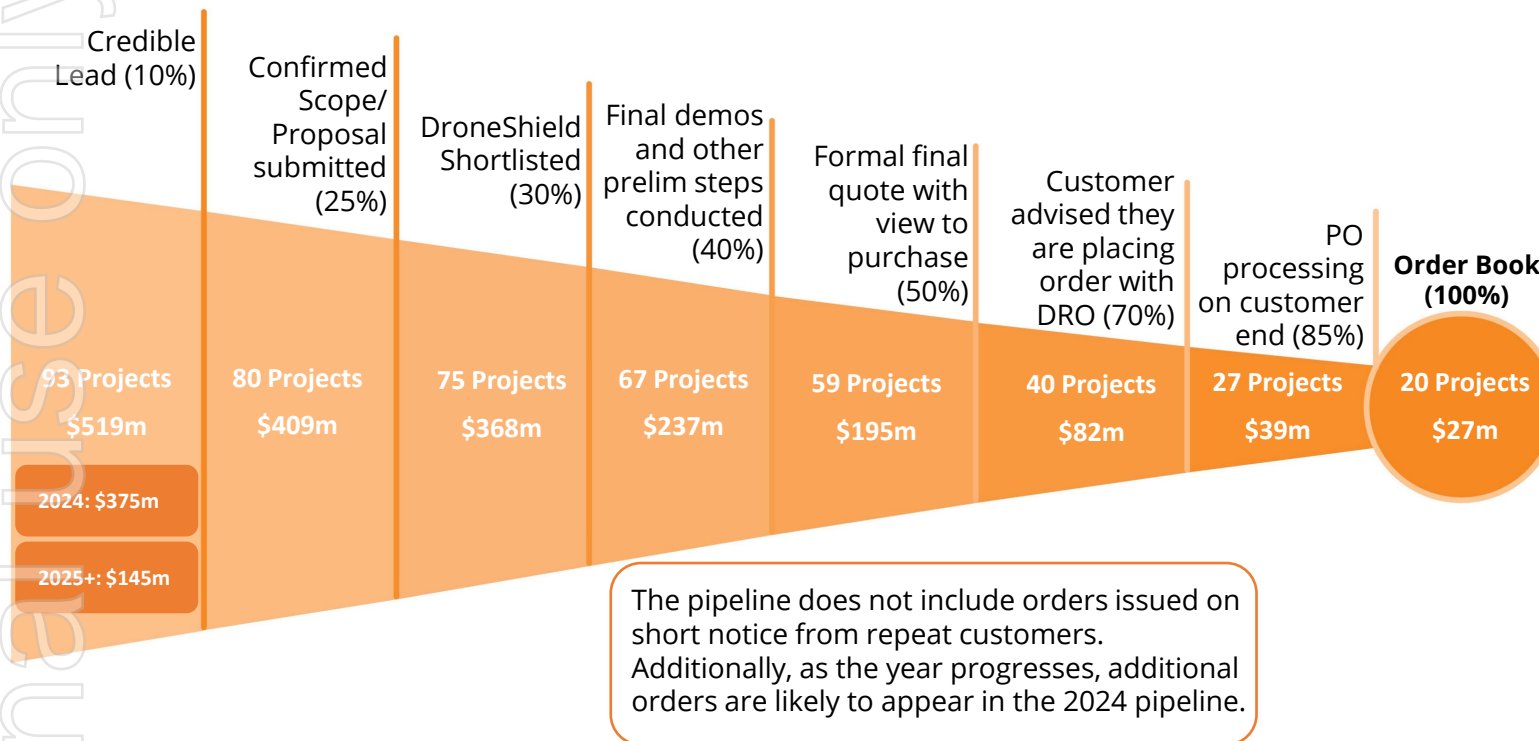 Credible
Lead (10%)
Confirmed
Scope/
Proposal
submitted
(25%)
DroneShield
Shortlisted
(30%)
Final demos
and other
prelim steps
conducted
(40%)
Formal final
quote with
view to
purchase
(50%)
Customer
advised they
are placing
order with
DRO (70%)
PO
processing
on customer
end (85%)
Order Book
(100%)
93 Projects
$519m
80 Projects
$409m
75 Projects
$368m
67 Projects
$237m
59 Projects
$195m
40 Projects
$82m
27 Projects
$39m
20 Projects
$27m
2024: $375m
2025+: $145m
The pipeline does not include orders issued on
short notice from repeat customers.
Additionally, as the year progresses, additional
orders are likely to appear in the 2024 pipeline.
nal use only